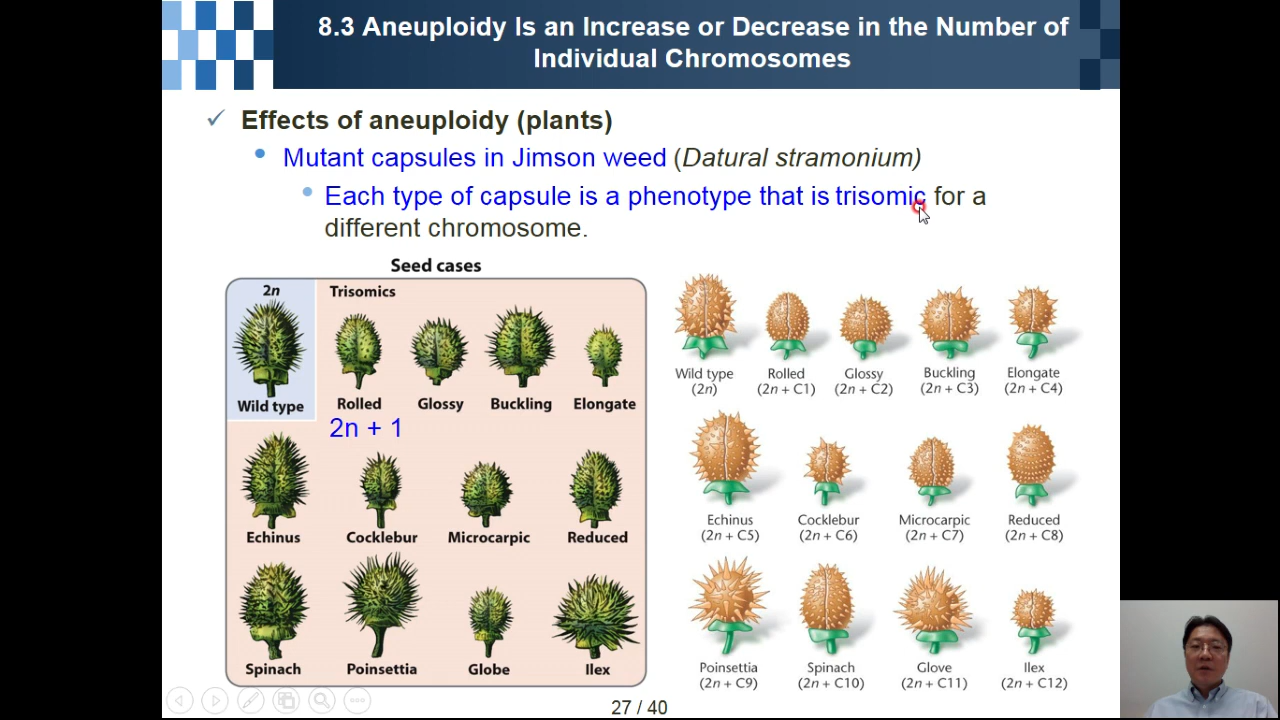 8.3 Aneuploidy Is an Increase or Decrease in the Number of
Individual Chromosomes
Effects of aneuploidy (plants)
Mutant capsules in Jimson weed (Datural stramonium)
Each type of capsule is a phenotype that is trisomic for a
different chromosome.
Seed cases
2n Trisomics
Wild type Rolled Glossy Buckling Elongate
2n + 1
Echinus Cocklebur Microcarpic Reduced
Spinach Poinsettia Globe Ilex
Wild type Rolled Glossy Buckling Elongate
(2n) (2n + C1) (2n + C2) (2n + C3) (2n + C4)
Echinus Cocklebur Microcarpic Reduced
(2n + C5) (2n + C6) (2n + C7) (2n + C8)
Poinsettia Spinach Glove Ilex
(2n + C9) (2n + C10) (2n + C11) (2n + C12)
27 / 40